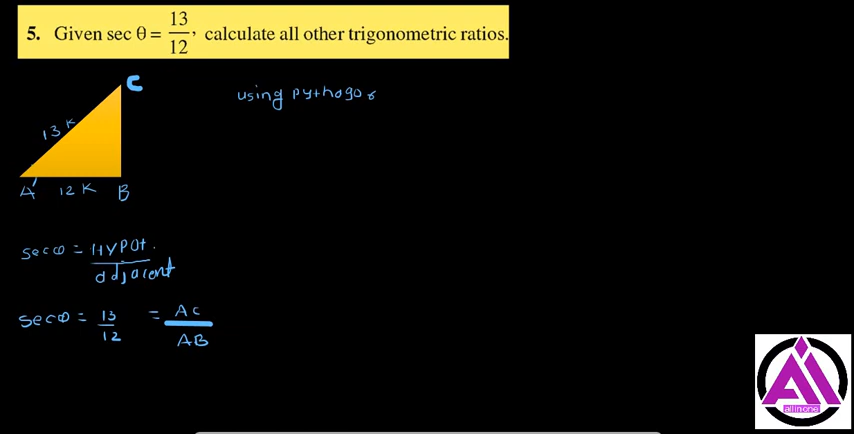 5. Given sec θ = 13/12, calculate all other trigonometric ratios.
C
using pythogo
13 K
A 12 K B
secθ = Hypot.
adjacent
secθ = 13/12 = AC/AB
allinone